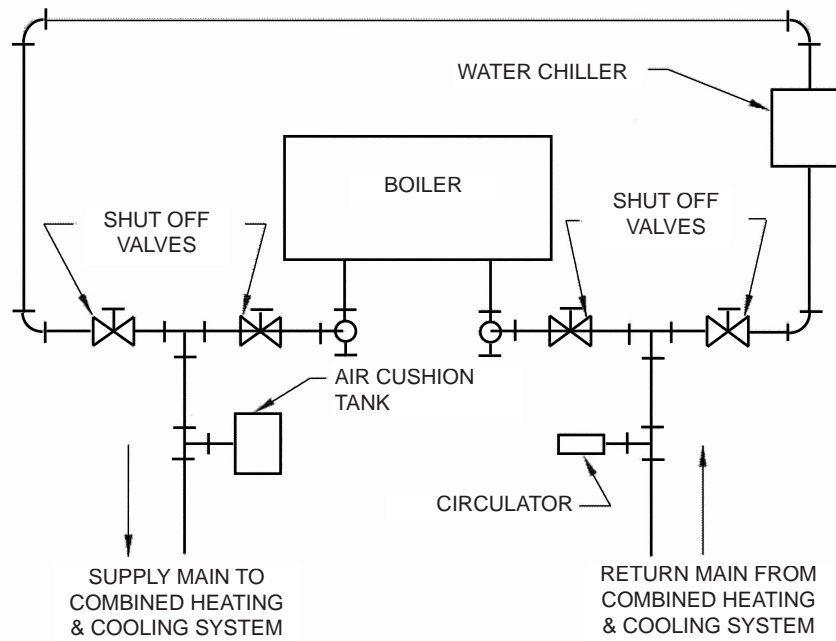 WATER CHILLER
BOILER
SHUT OFF
VALVES
SHUT OFF
VALVES
AIR CUSHION
TANK
CIRCULATOR
SUPPLY MAIN TO
COMBINED HEATING
& COOLING SYSTEM
RETURN MAIN FROM
COMBINED HEATING
& COOLING SYSTEM